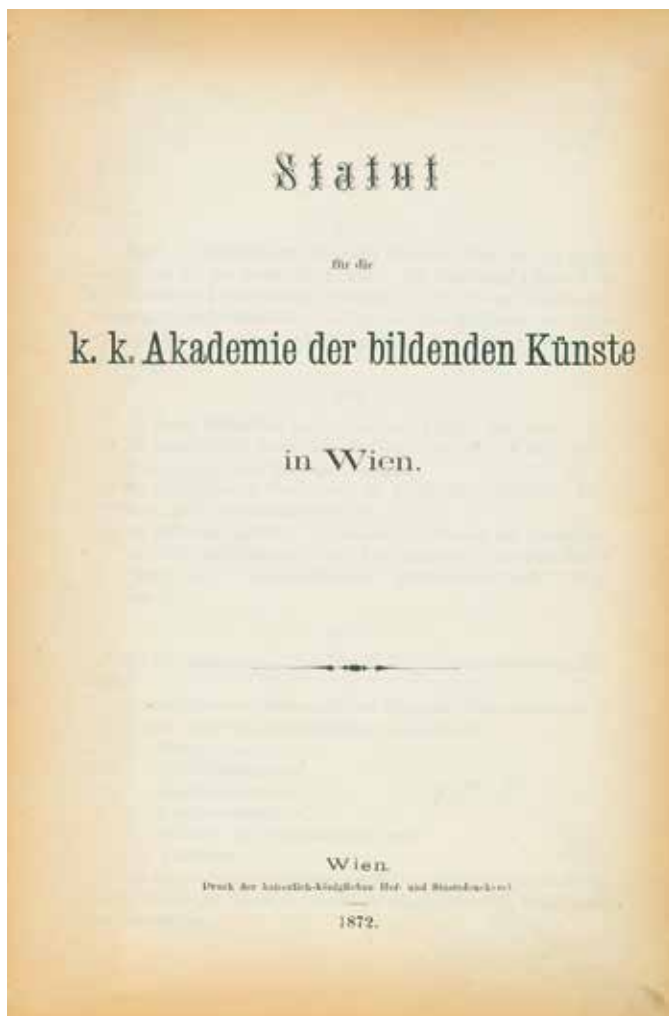 Statut
für die
k. k. Akademie der bildenden Künste
in Wien.
Wien.
Druck der kaiserlich-königlichen Hof- und Staatsdruckerei
1872.